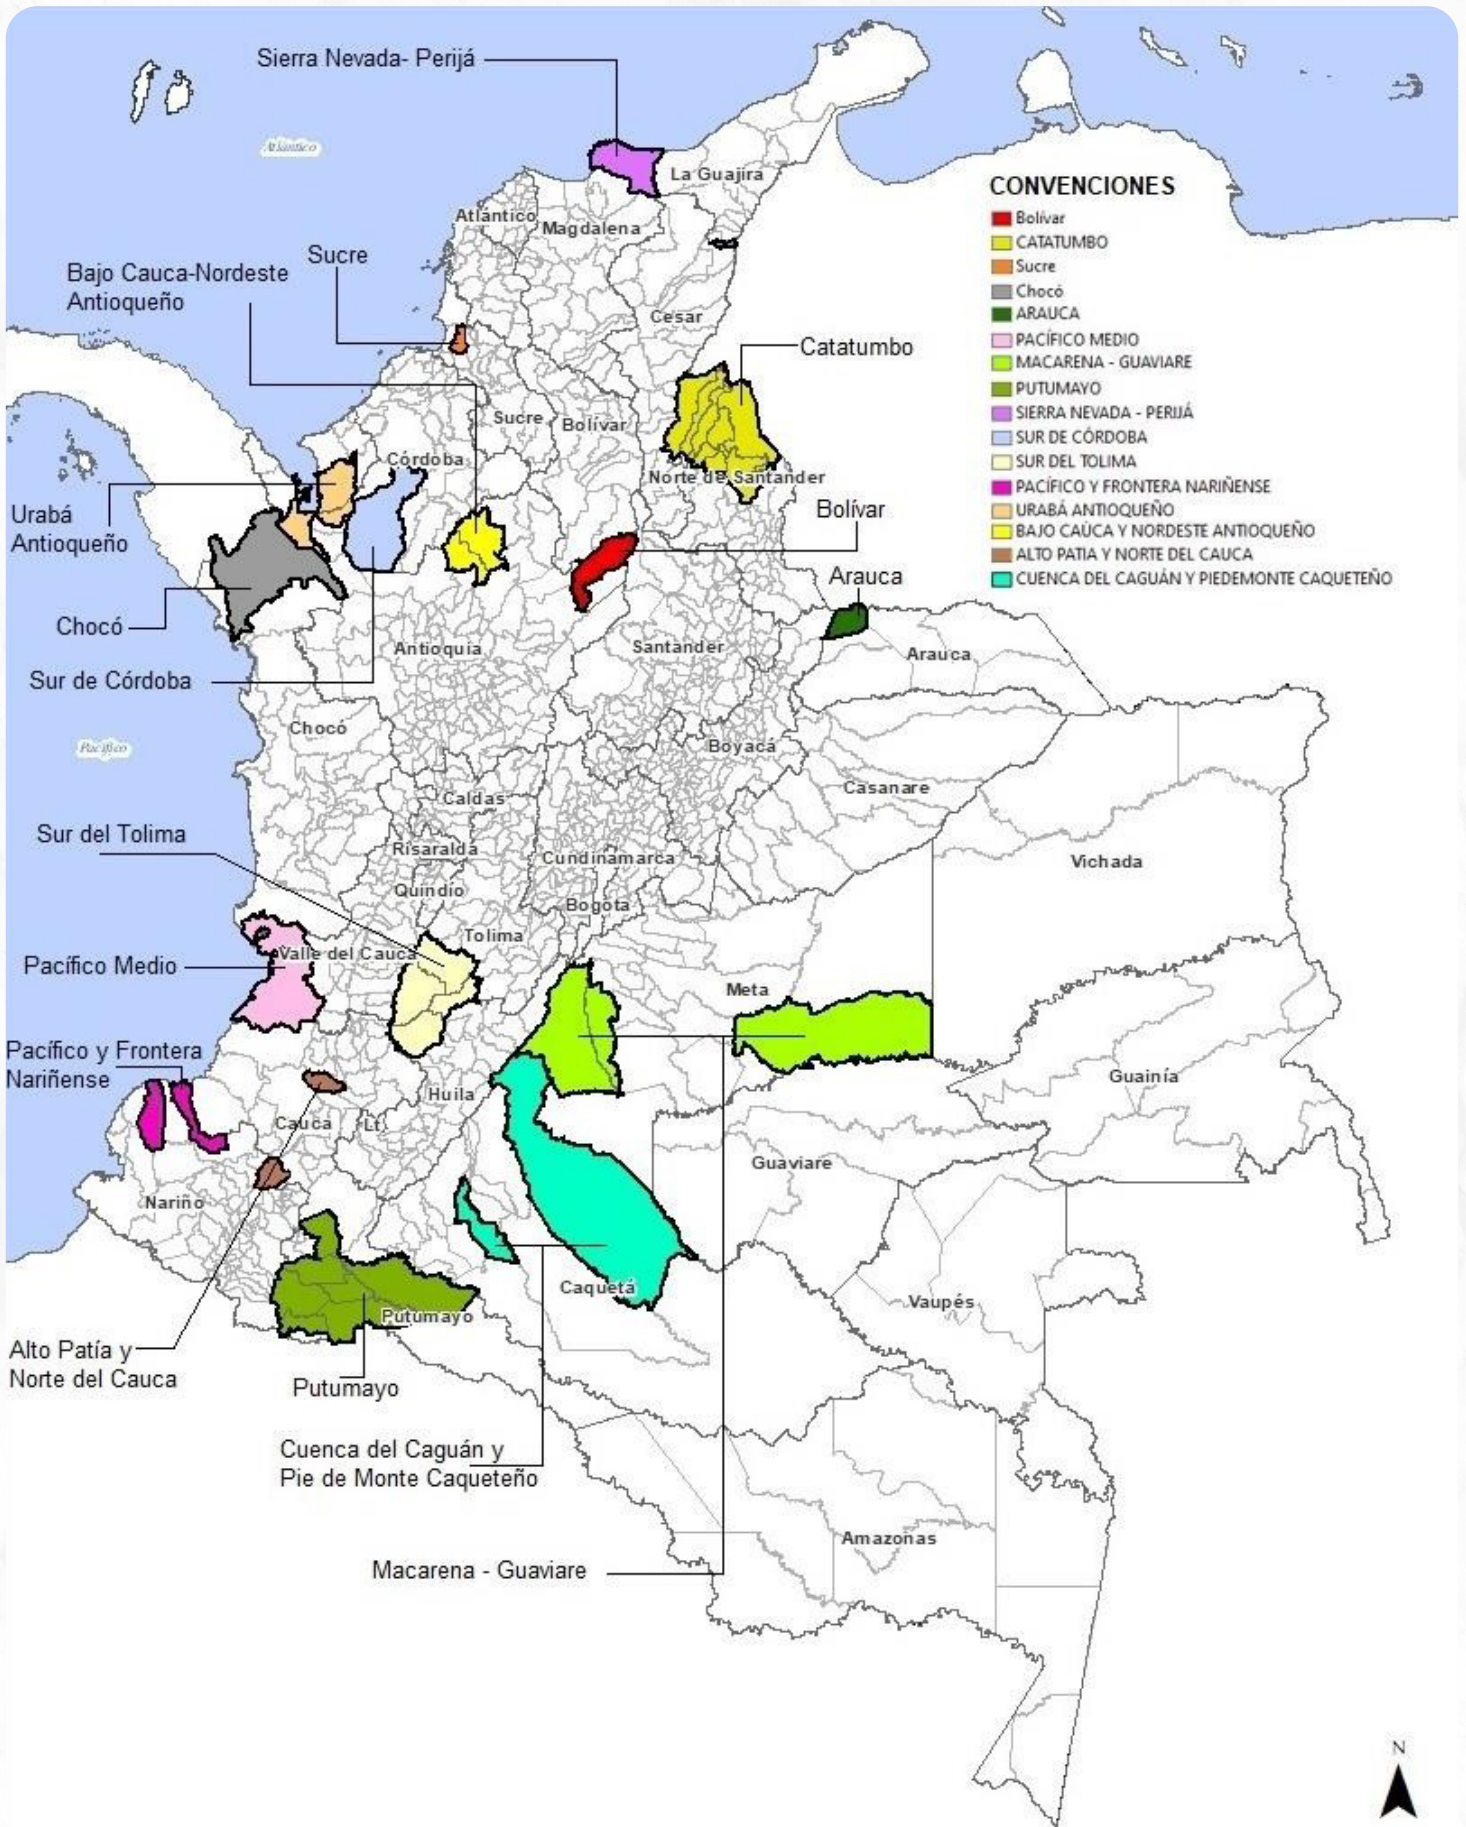 Sierra Nevada- Perijá
Atlántico
La Guajira
CONVENCIONES
Bolívar
CATATUMBO
Sucre
Chocó
ARAUCA
PACÍFICO MEDIO
MACARENA - GUAVIARE
PUTUMAYO
SIERRA NEVADA - PERIJÁ
SUR DE CÓRDOBA
SUR DEL TOLIMA
PACÍFICO Y FRONTERA NARIÑENSE
URABÁ ANTIOQUEÑO
BAJO CAUCA Y NORDESTE ANTIOQUEÑO
ALTO PATIA Y NORTE DEL CAUCA
CUENCA DEL CAGUÁN Y PIEDEMONTE CAQUETEÑO
Atlántico
Magdalena
Sucre
Bajo Cauca-Nordeste
Antioqueño
Cesar
Catatumbo
Sucre
Bolívar
Córdoba
Norte de Santander
Urabá
Antioqueño
Bolívar
Arauca
Chocó
Antioquia
Santander
Arauca
Sur de Córdoba
Chocó
Pacífico
Boyacá
Caldas
Casanare
Sur del Tolima
Risaralda
Cundinamarca
Vichada
Quindío
Bogóta
Tolima
Valle del Cauca
Pacífico Medio
Meta
Pacífico y Frontera
Nariñense
Guainía
Huila
Cauca
Lt
Guaviare
Nariño
Caquetá
Vaupés
Putumayo
Alto Patía y
Norte del Cauca
Putumayo
Cuenca del Caguán y
Pie de Monte Caqueteño
Amazonas
Macarena - Guaviare
N